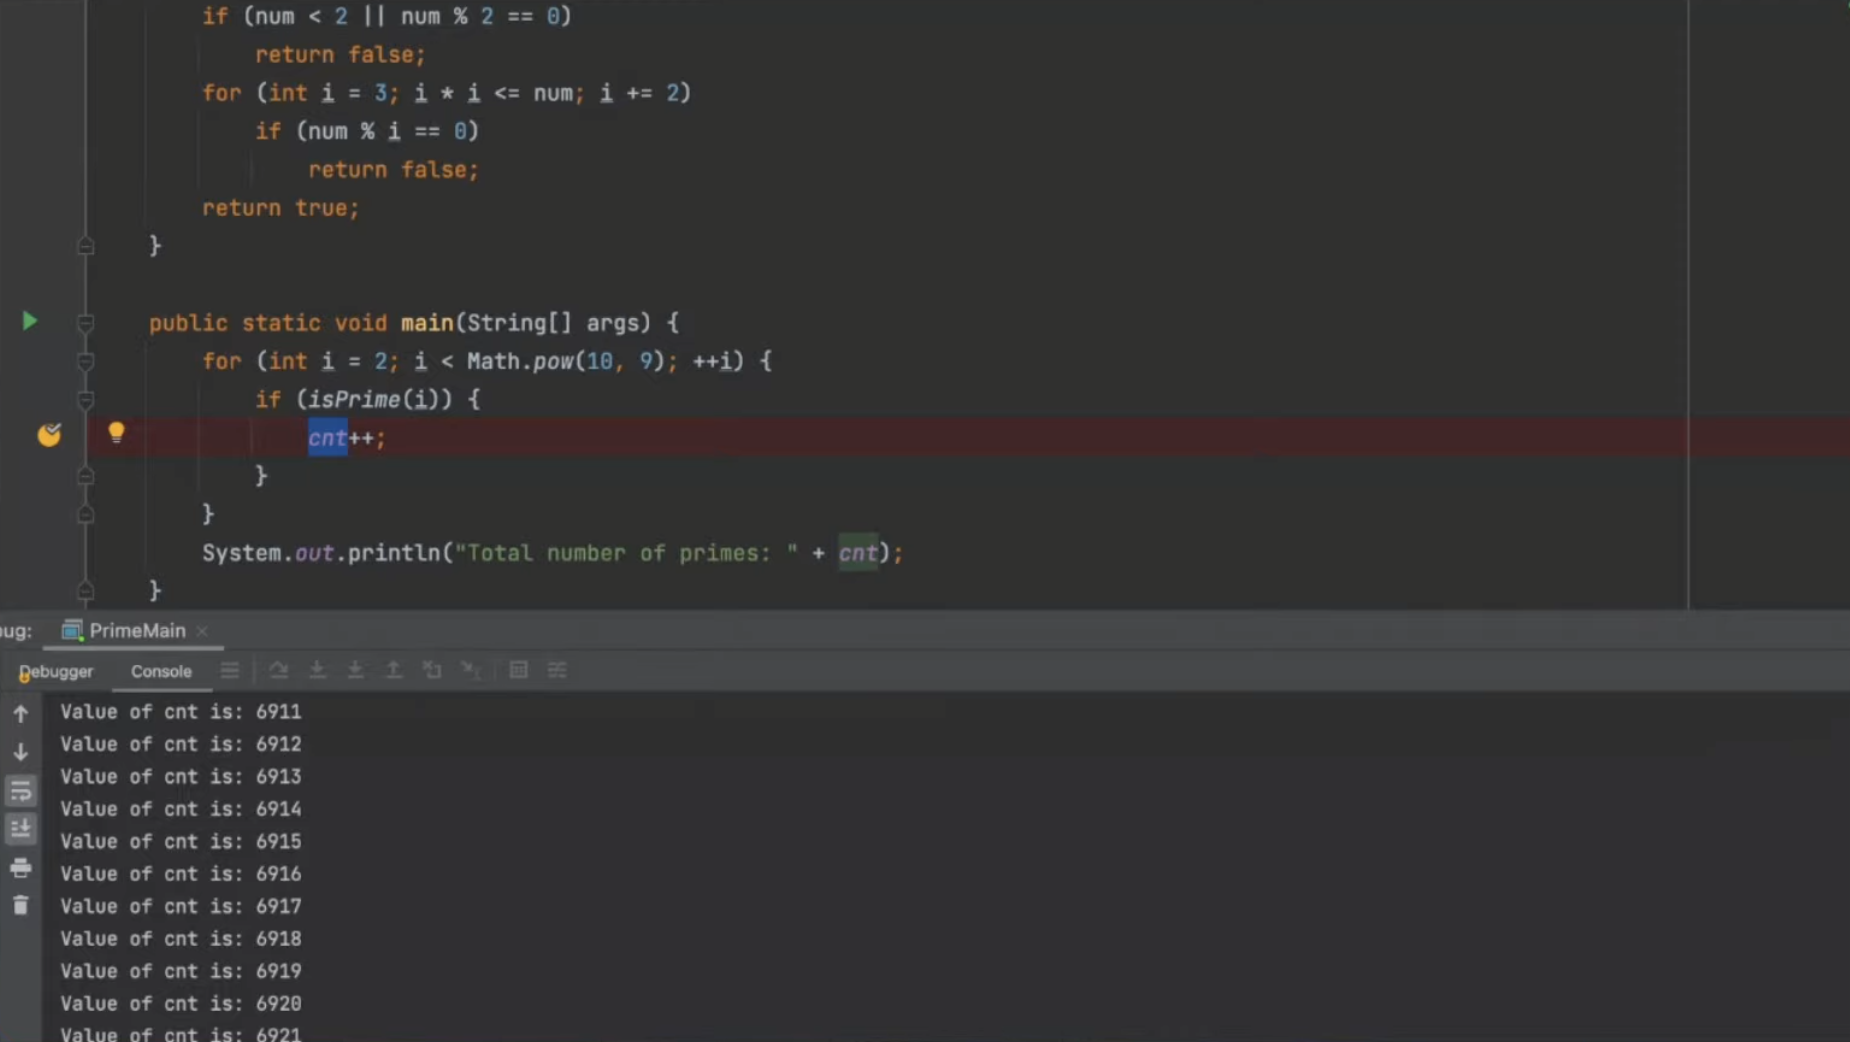 if (num < 2 || num % 2 == 0)
return false;
for (int i = 3; i * i <= num; i += 2)
if (num % i == 0)
return false;
return true;
}
public static void main(String[] args) {
for (int i = 2; i < Math.pow(10, 9); ++i) {
if (isPrime(i)) {
cnt++;
}
}
System.out.println("Total number of primes: " + cnt);
}
ug: PrimeMain
Debugger Console
Value of cnt is: 6911
Value of cnt is: 6912
Value of cnt is: 6913
Value of cnt is: 6914
Value of cnt is: 6915
Value of cnt is: 6916
Value of cnt is: 6917
Value of cnt is: 6918
Value of cnt is: 6919
Value of cnt is: 6920
Value of cnt is: 6921